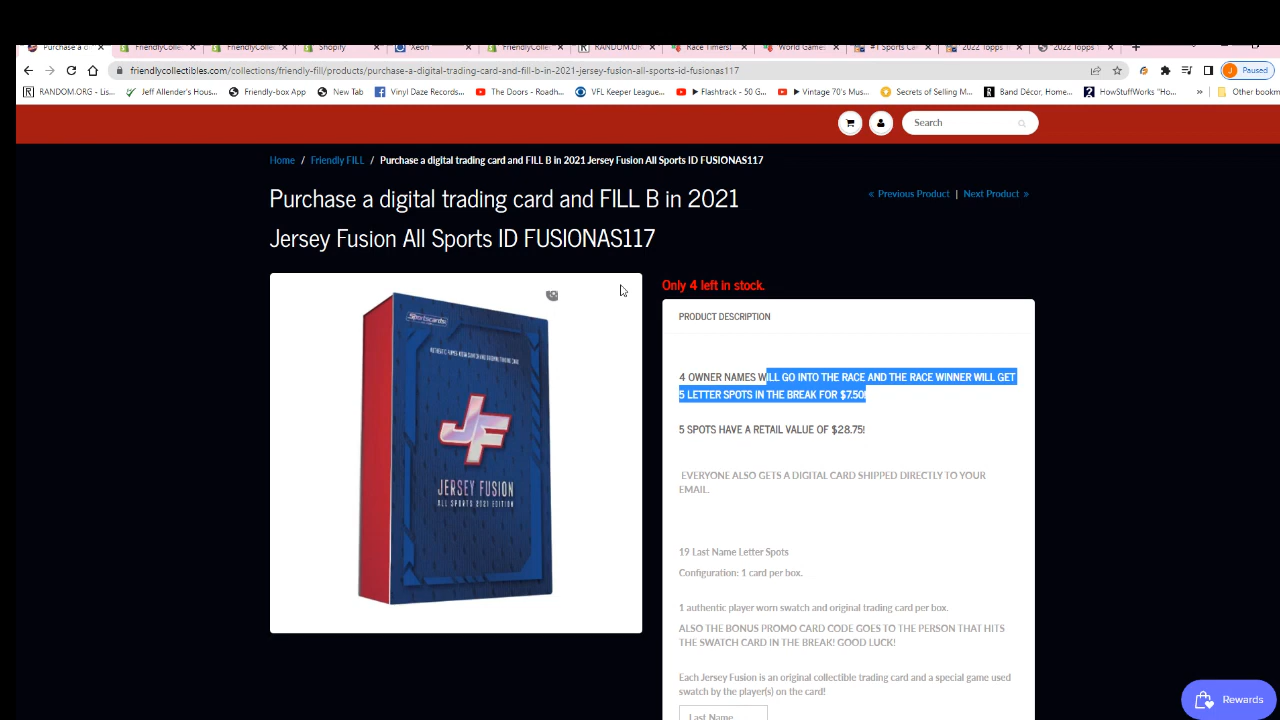 Purchase a d
FriendlyColle
FriendlyColle
Shopify
Xeon
FriendlyColle
RANDOM.OR
Race Timers!
World Games
#1 Sports Car
2022 Topps
2022 Topps
friendlycollectibles.com/collections/friendly-fill/products/purchase-a-digital-trading-card-and-fill-b-in-2021-jersey-fusion-all-sports-id-fusionas117
J Paused
RANDOM.ORG - Lis... Jeff Allender's Hous... Friendly-box App New Tab Vinyl Daze Records... The Doors - Roadh... VFL Keeper League... ► Flashtrack - 50 G... ► Vintage 70's Mus... Secrets of Selling M... Band Décor, Home... HowStuffWorks "Ho... » Other bookm
Search
Home / Friendly FILL / Purchase a digital trading card and FILL B in 2021 Jersey Fusion All Sports ID FUSIONAS117
Purchase a digital trading card and FILL B in 2021
Jersey Fusion All Sports ID FUSIONAS117
« Previous Product | Next Product »
Only 4 left in stock.
PRODUCT DESCRIPTION
4 OWNER NAMES WILL GO INTO THE RACE AND THE RACE WINNER WILL GET
5 LETTER SPOTS IN THE BREAK FOR $7.50!
5 SPOTS HAVE A RETAIL VALUE OF $28.75!
EVERYONE ALSO GETS A DIGITAL CARD SHIPPED DIRECTLY TO YOUR
EMAIL.
19 Last Name Letter Spots
Configuration: 1 card per box.
1 authentic player worn swatch and original trading card per box.
ALSO THE BONUS PROMO CARD CODE GOES TO THE PERSON THAT HITS
THE SWATCH CARD IN THE BREAK! GOOD LUCK!
Each Jersey Fusion is an original collectible trading card and a special game used
swatch by the player(s) on the card!
Last Name
Sportscards
JF
JERSEY FUSION
ALL SPORTS 2021 EDITION
Rewards